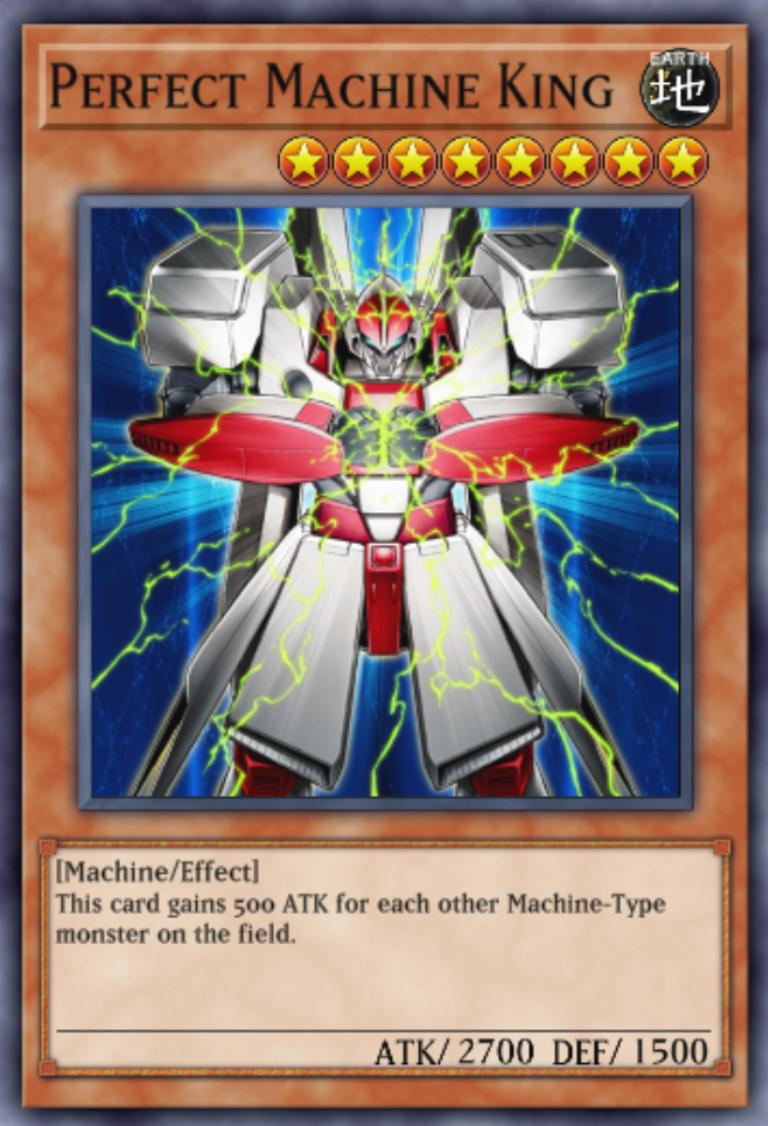 PERFECT MACHINE KING
EARTH
地
04
[Machine/Effect]
This card gains 500 ATK for each other Machine-Type
monster on the field.
ATK/ 2700 DEF/ 1500